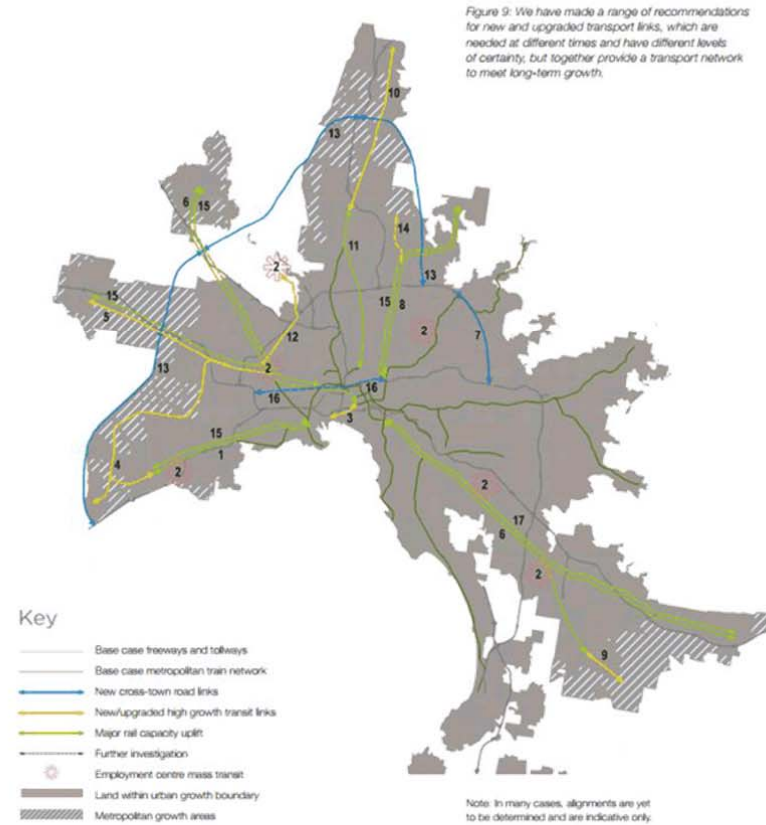 Figure 9: We have made a range of recommendations
for new and upgraded transport links, which are
needed at different times and have different levels
of certainty, but together provide a transport network
to meet long-term growth.
10
13
6 15
14
2
11
13
15
5
15 8
2
7
12
13
2
16
16
3
15
4
1
2
2
17
6
2
9
Key
Base case freeways and tollways
Base case metropolitan train network
New cross-town road links
New/upgraded high growth transit links
Major rail capacity uplift
Further investigation
Employment centre mass transit
Land within urban growth boundary
Metropolitan growth areas
Note: In many cases, alignments are yet
to be determined and are indicative only.